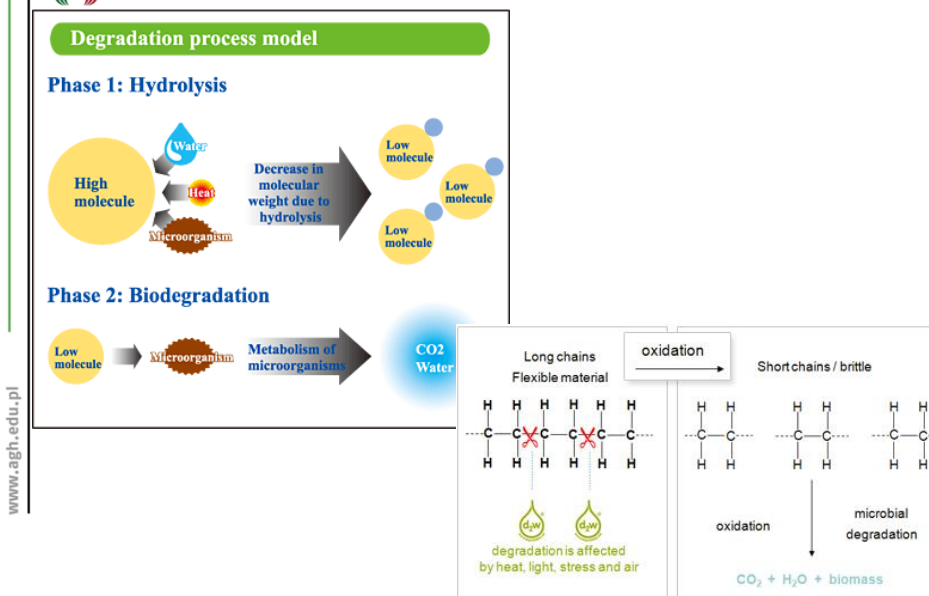 Degradation process model
Phase 1: Hydrolysis
High
molecule
Water
Heat
Microorganism
Decrease in
molecular
weight due to
hydrolysis
Low
molecule
Low
molecule
Low
molecule
Phase 2: Biodegradation
Low
molecule
Microorganism
Metabolism of
microorganisms
CO2
Water
www.agh.edu.pl
Long chains
Flexible material
oxidation
Short chains / brittle
H H H H H H
C C C C C C
H H H H H H
d₂w d₂w
degradation is affected
by heat, light, stress and air
H H H H H H
C C C C C C
H H H H H H
oxidation
microbial
degradation
CO₂ + H₂O + biomass